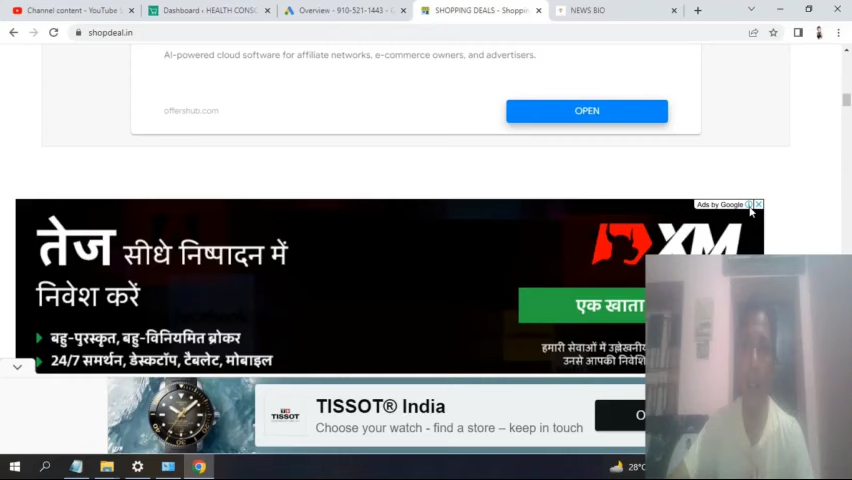 Channel content - YouTube
Dashboard - HEALTH CONSC
Overview - 910-521-1443 - G
SHOPPING DEALS - Shoppin
NEWS BIO
shopdeal.in
AI-powered cloud software for affiliate networks, e-commerce owners, and advertisers.
offershub.com
OPEN
Ads by Google
तेज सीधे निष्पादन में
निवेश करें
XM
एक खाता
बहु-पुरस्कृत, बहु-विनियमित ब्रोकर
24/7 समर्थन, डेस्कटॉप, टैबलेट, मोबाइल
हमारी सेवाओं में उल्लेखनीय
उनसे आपकी निवेशि
TISSOT
TISSOT® India
Choose your watch - find a store – keep in touch
O
28°C